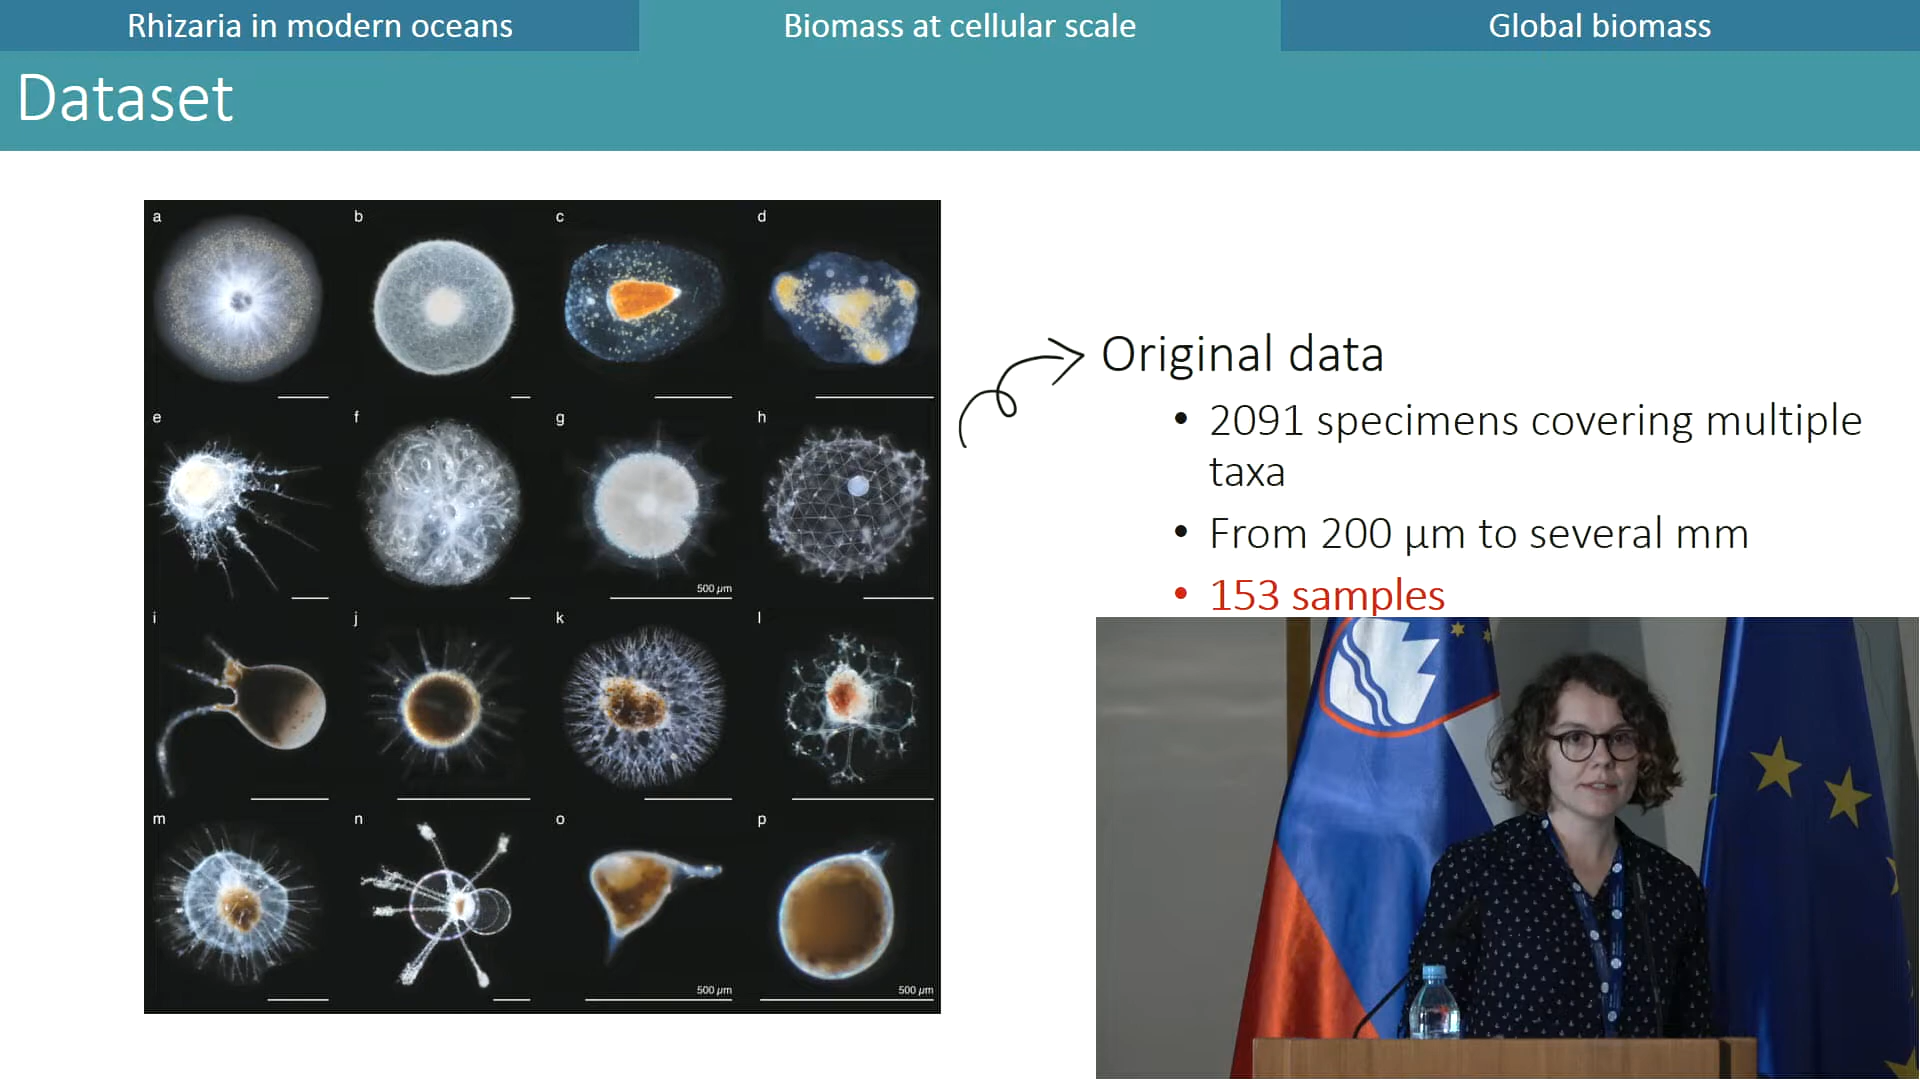 Rhizaria in modern oceans
Biomass at cellular scale
Global biomass
Dataset
a
b
c
d
e
f
g
h
500 µm
i
j
k
l
m
n
o
p
500 µm
500 µm
Original data
• 2091 specimens covering multiple
taxa
• From 200 µm to several mm
• 153 samples